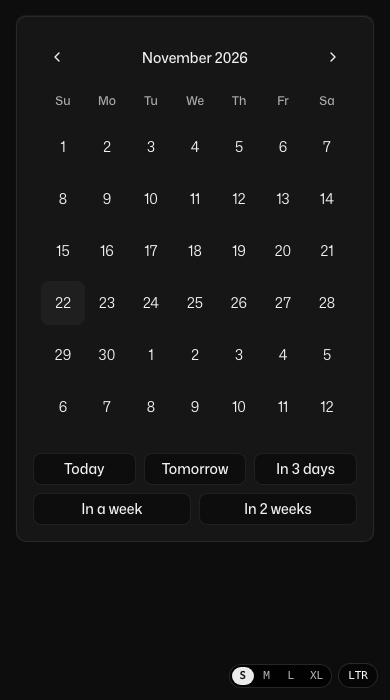 November 2026
Su Mo Tu We Th Fr Sa
1 2 3 4 5 6 7
8 9 10 11 12 13 14
15 16 17 18 19 20 21
22 23 24 25 26 27 28
29 30 1 2 3 4 5
6 7 8 9 10 11 12
Today Tomorrow In 3 days
In a week In 2 weeks
S M L XL LTR